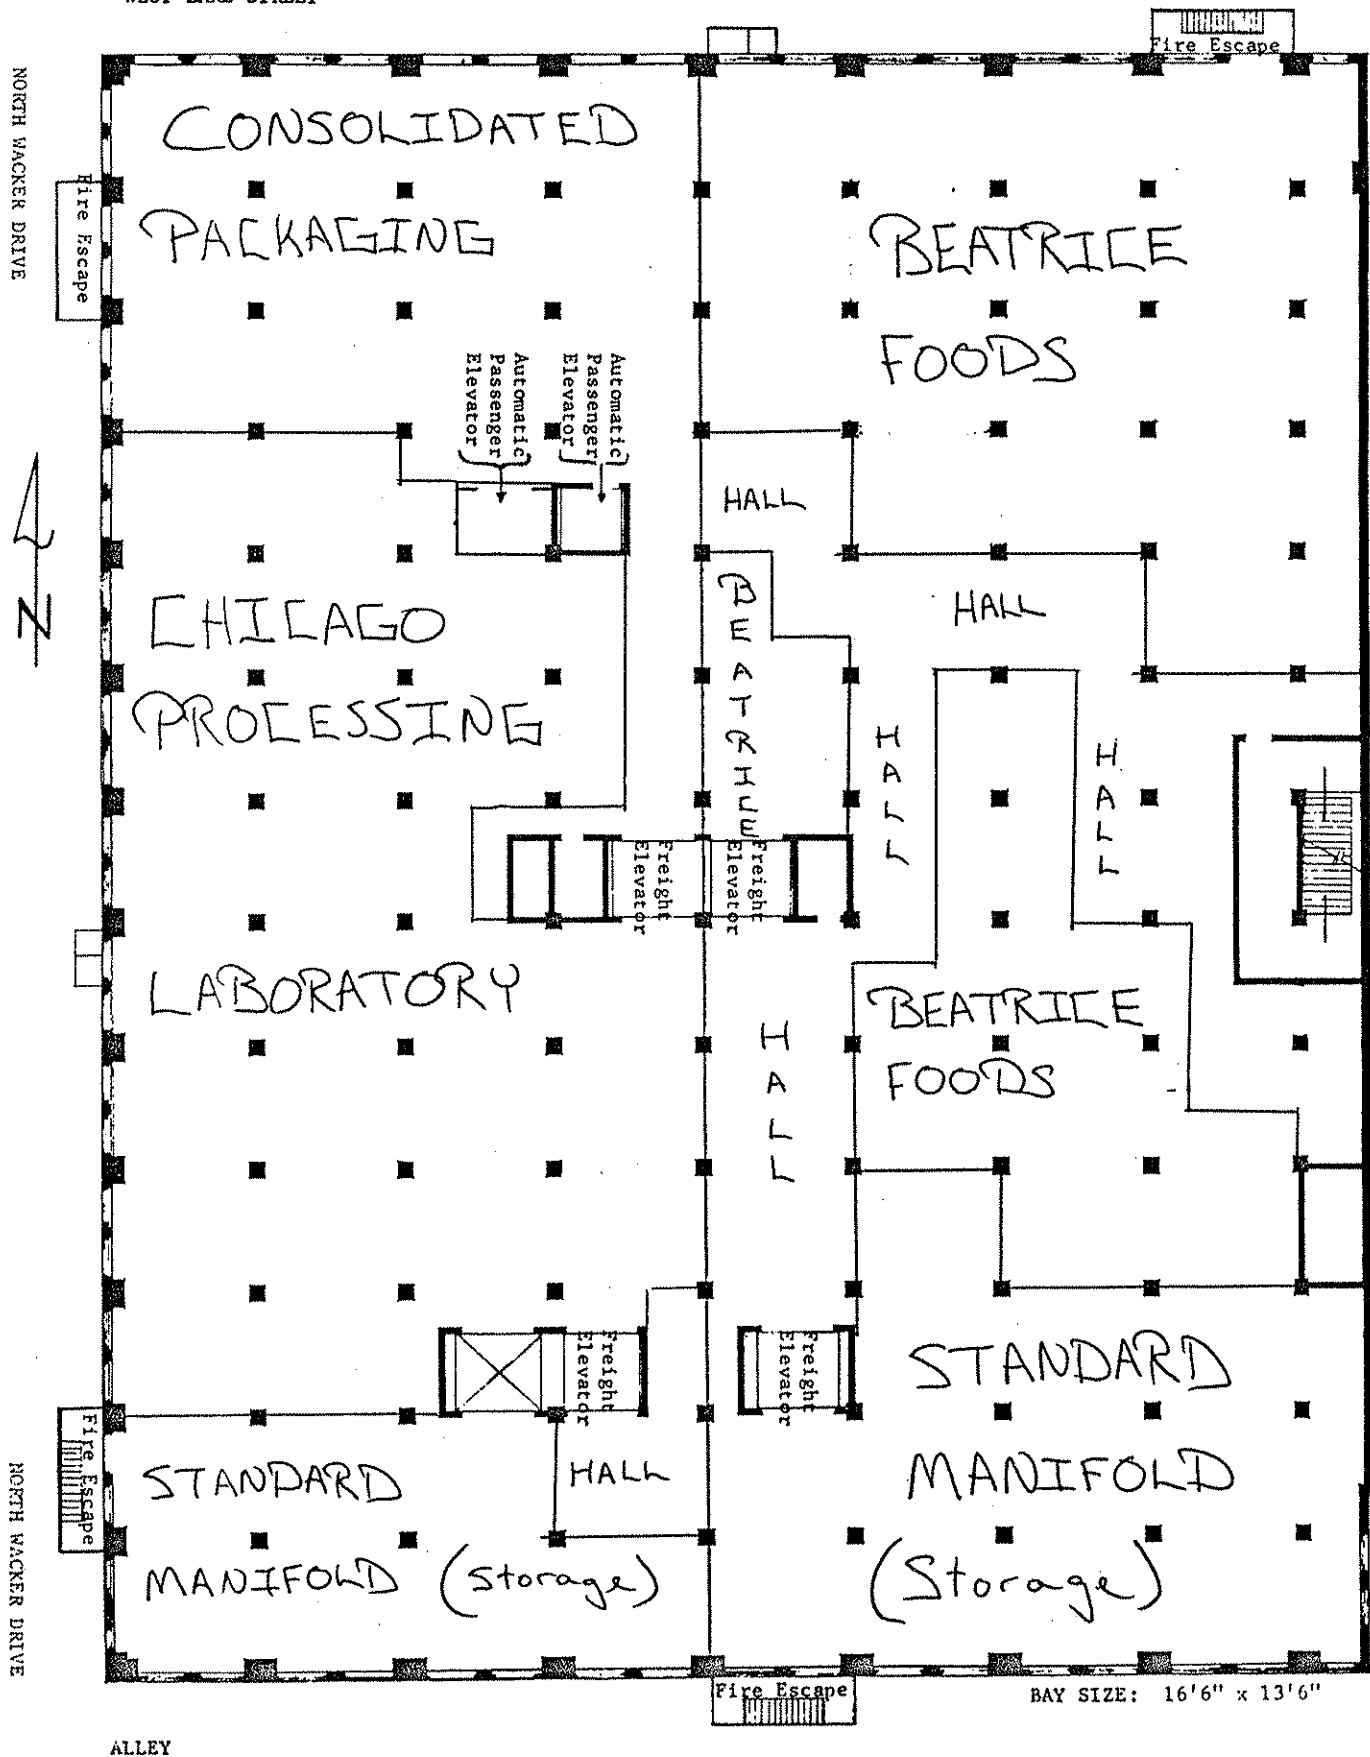 Fire Escape
NORTH WACKER DRIVE
CONSOLIDATED
PACKAGING
Fire Escape
BEATRICE
FOODS
Automatic
Passenger
Elevator
Automatic
Passenger
Elevator
HALL
N
CHICAGO
PROCESSING
LABORATORY
BEATRICE
HALL
HALL
HALL
Freight
Elevator
Freight
Elevator
BEATRICE
FOODS
HALL
Freight
Elevator
Freight
Elevator
STANDARD
MANIFOLD
(Storage)
Fire Escape
STANDARD
MANIFOLD (Storage)
HALL
NORTH WACKER DRIVE
Fire Escape
BAY SIZE: 16'6" x 13'6"
ALLEY